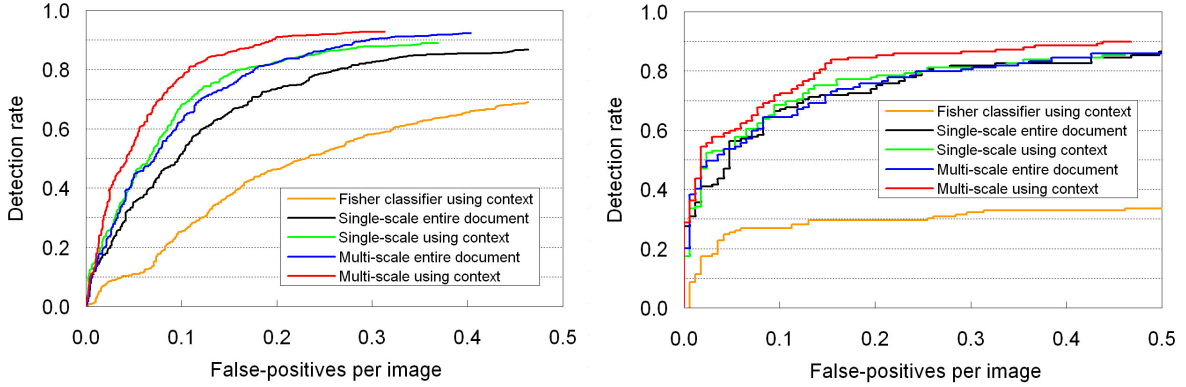 1.0
0.8
0.6
0.4
0.2
0.0
Detection rate
Fisher classifier using context
Single-scale entire document
Single-scale using context
Multi-scale entire document
Multi-scale using context
0.0 0.1 0.2 0.3 0.4 0.5
False-positives per image
1.0
0.8
0.6
0.4
0.2
0.0
Detection rate
Fisher classifier using context
Single-scale entire document
Single-scale using context
Multi-scale entire document
Multi-scale using context
0.0 0.1 0.2 0.3 0.4 0.5
False-positives per image